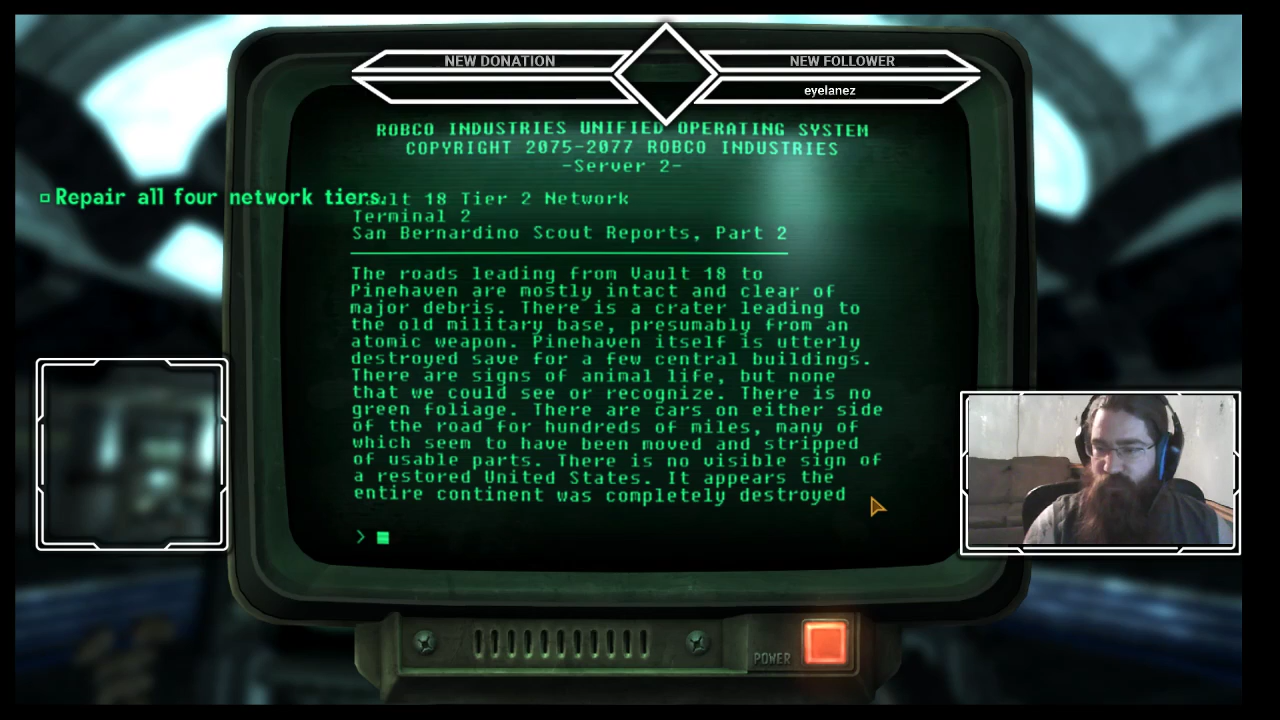 NEW DONATION
NEW FOLLOWER
eyelanez
ROBCO INDUSTRIES UNIFIED OPERATING SYSTEM
COPYRIGHT 2075-2077 ROBCO INDUSTRIES
-Server 2-
Repair all four network tiers.
ult 18 Tier 2 Network
Terminal 2
San Bernardino Scout Reports, Part 2
The roads leading from Vault 18 to
Pinehaven are mostly intact and clear of
major debris. There is a crater leading to
the old military base, presumably from an
atomic weapon. Pinehaven itself is utterly
destroyed save for a few central buildings.
There are signs of animal life, but none
that we could see or recognize. There is no
green foliage. There are cars on either side
of the road for hundreds of miles, many of
which seem to have been moved and stripped
of usable parts. There is no visible sign of
a restored United States. It appears the
entire continent was completely destroyed
>
POWER